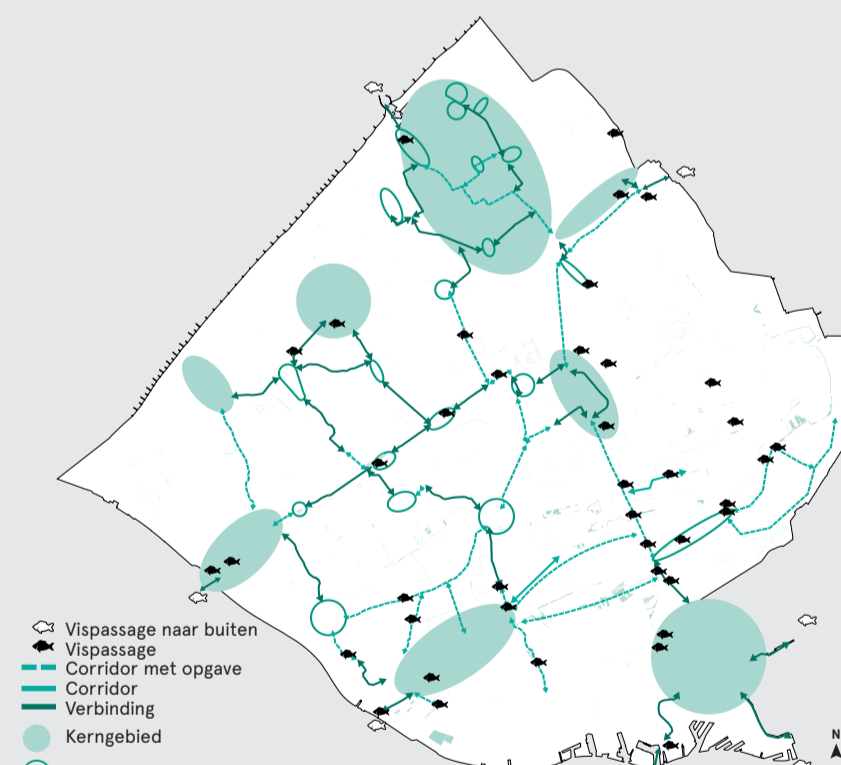 Vispassage naar buiten
Vispassage
Corridor met opgave
Corridor
Verbinding
Kerngebied
N